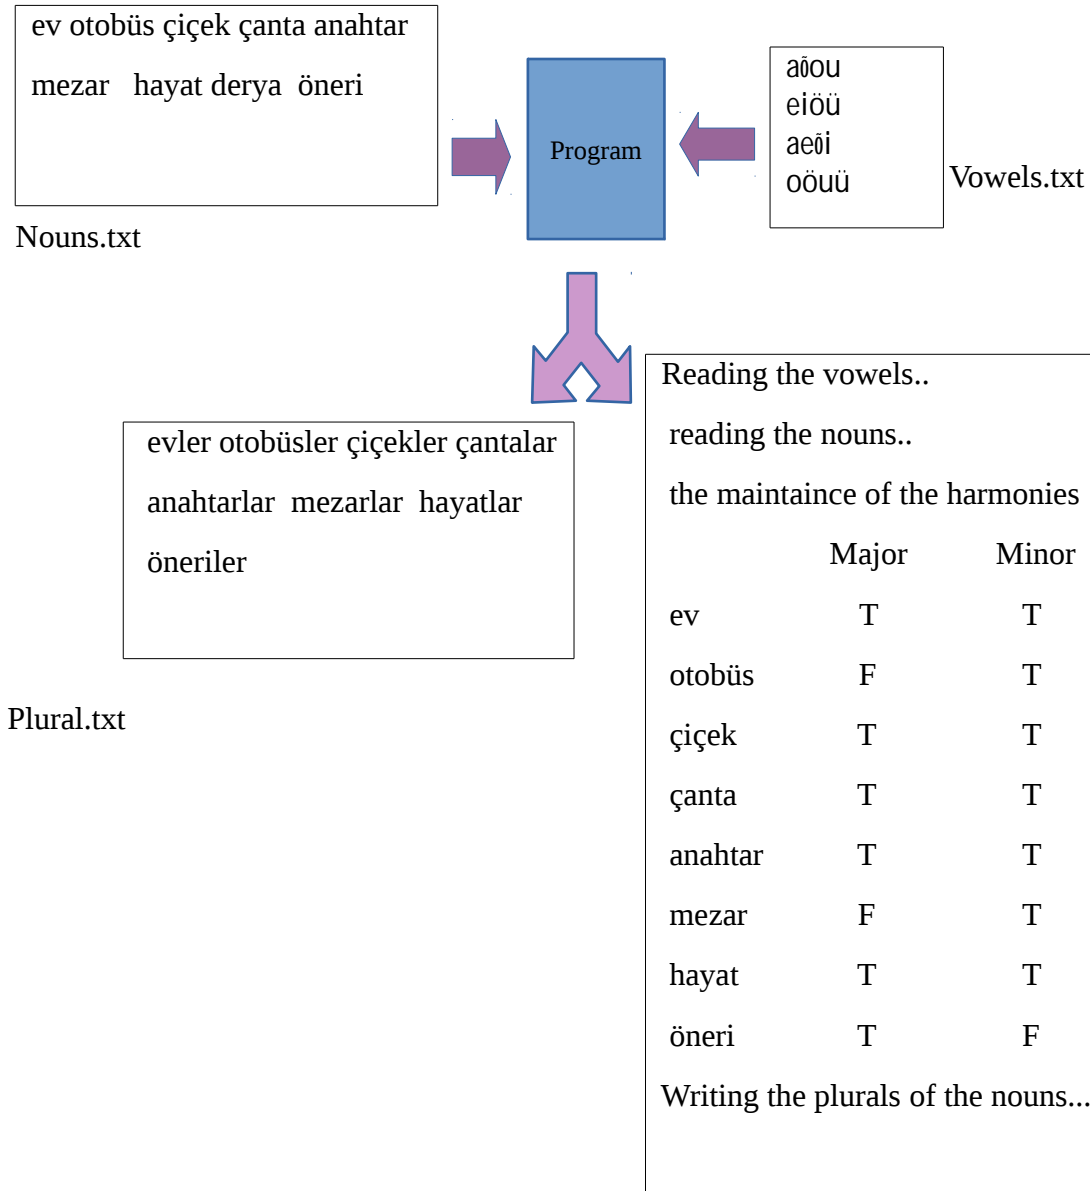 ev otobüs çiçek çanta anahtar
mezar hayat derya öneri
Nouns.txt
Program
aõou
eiöü
aeõi
oöuü
Vowels.txt
evler otobüsler çiçekler çantalar
anahtarlar mezarlar hayatlar
öneriler
Plural.txt
Reading the vowels..
reading the nouns..
the maintaince of the harmonies
Major Minor
ev T T
otobüs F T
çiçek T T
çanta T T
anahtar T T
mezar F T
hayat T T
öneri T F
Writing the plurals of the nouns...